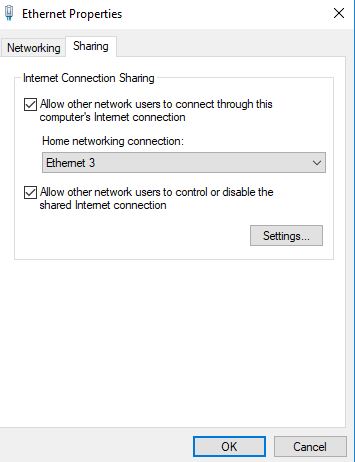 Ethernet Properties
Networking
Sharing
Internet Connection Sharing
Allow other network users to connect through this
computer's Internet connection
Home networking connection:
Ethernet 3
Allow other network users to control or disable the
shared Internet connection
Settings...
OK
Cancel